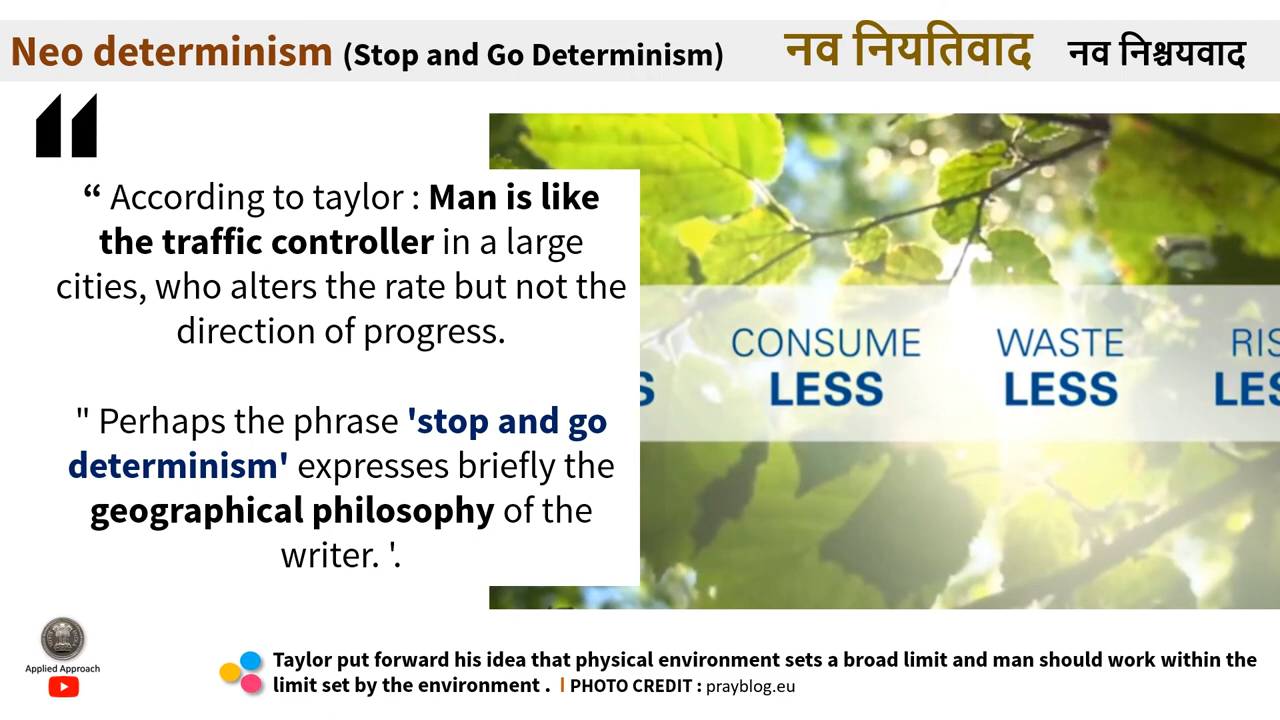 Neo determinism (Stop and Go Determinism) नव नियतिवाद नव निश्चयवाद
“ According to taylor : Man is like
the traffic controller in a large
cities, who alters the rate but not the
direction of progress.
" Perhaps the phrase 'stop and go
determinism' expresses briefly the
geographical philosophy of the
writer. '.
S CONSUME WASTE RIS
LESS LESS LES
Applied Approach
Taylor put forward his idea that physical environment sets a broad limit and man should work within the
limit set by the environment . I PHOTO CREDIT : prayblog.eu